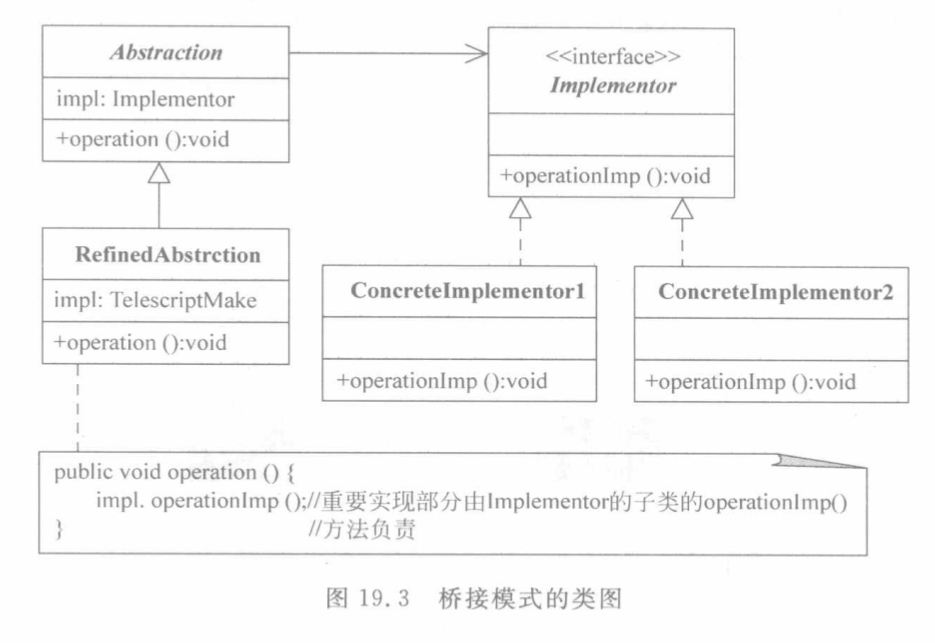 Abstraction
impl: Implementor
+operation ():void
<<interface>>
Implementor
+operationImp ():void
RefinedAbstrction
impl: TelescriptMake
+operation ():void
ConcreteImplementor1
+operationImp ():void
ConcreteImplementor2
+operationImp ():void
public void operation () {
impl. operationImp ();//重要实现部分由Implementor的子类的operationImp()
} //方法负责
图 19.3 桥接模式的类图